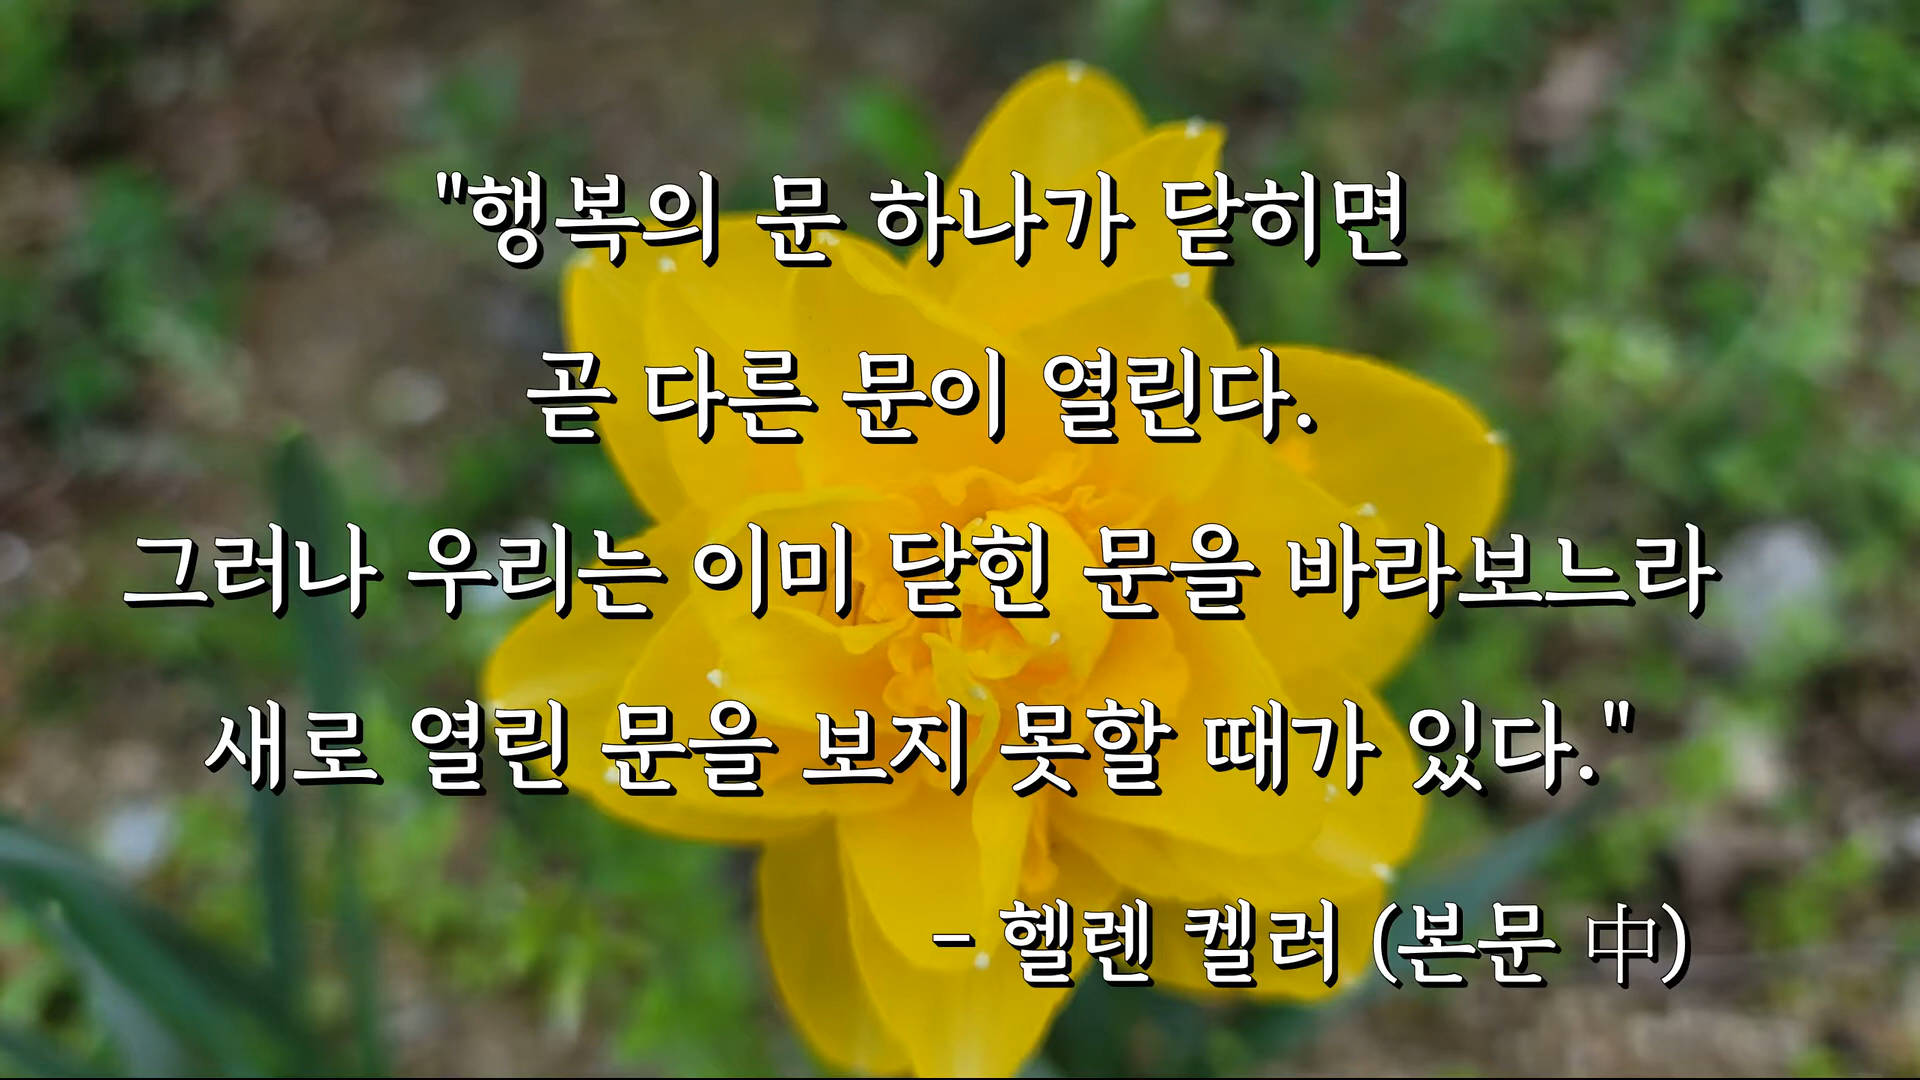 "행복의 문 하나가 닫히면
곧 다른 문이 열린다.
그러나 우리는 이미 닫힌 문을 바라보느라
새로 열린 문을 보지 못할 때가 있다."
- 헬렌 켈러 (본문 中)